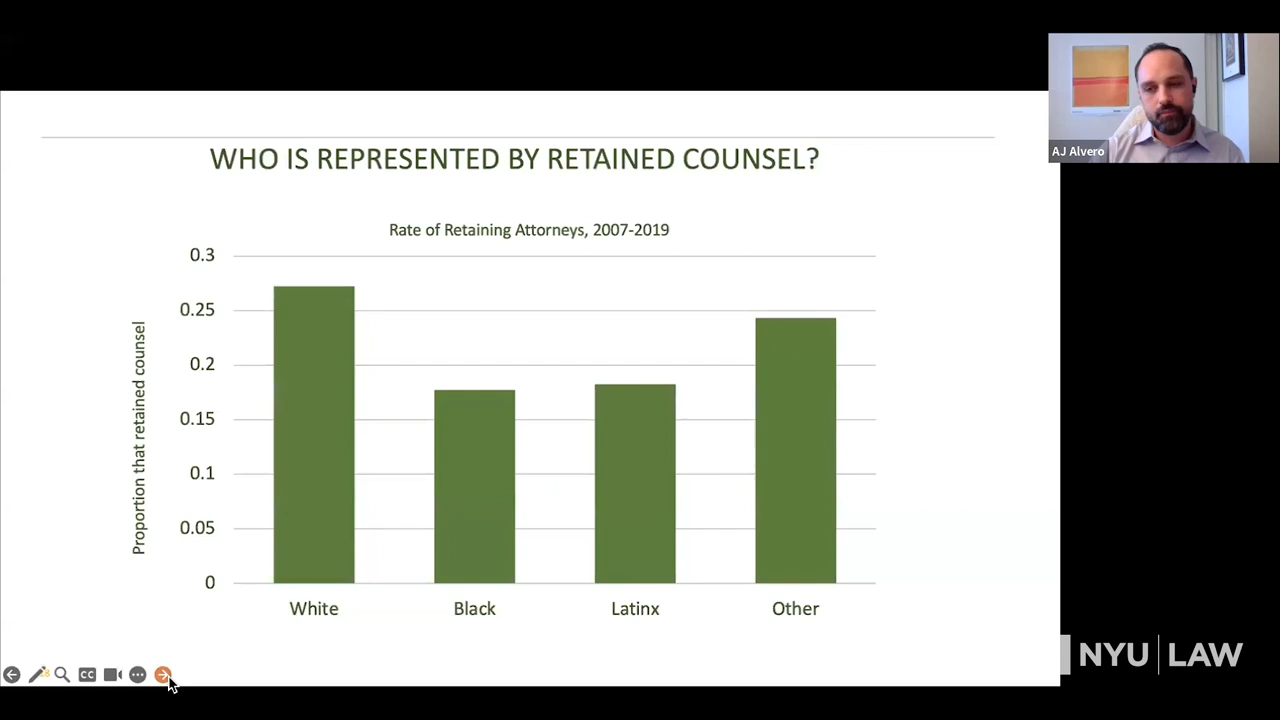 AJ Alvero
WHO IS REPRESENTED BY RETAINED COUNSEL?
Rate of Retaining Attorneys, 2007-2019
Proportion that retained counsel
0.3
0.25
0.2
0.15
0.1
0.05
0
White Black Latinx Other
CC
NYU LAW